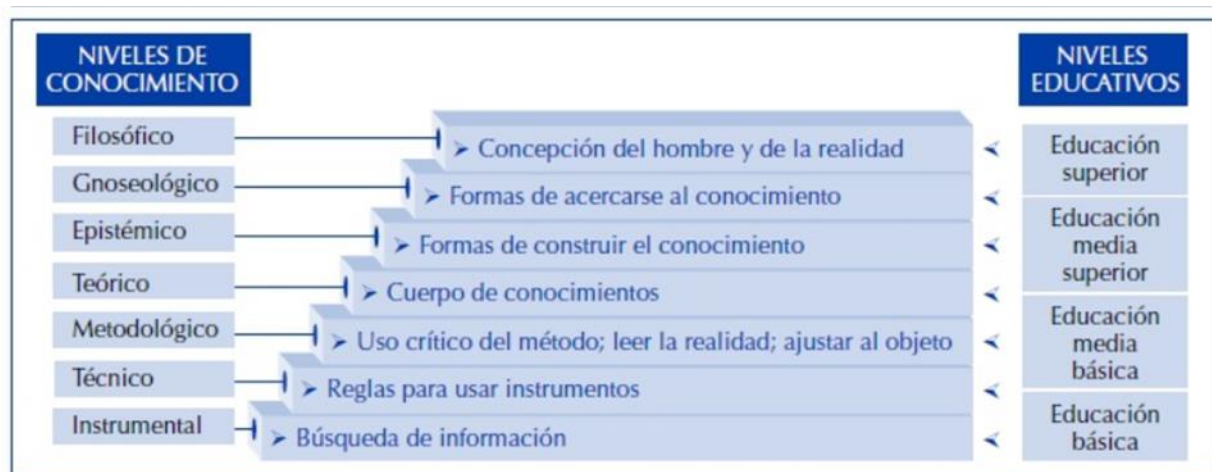 NIVELES DE
CONOCIMIENTO
NIVELES
EDUCATIVOS
Filosófico
Gnoseológico
Epistémico
Teórico
Metodológico
Técnico
Instrumental
➢ Concepción del hombre y de la realidad
➢ Formas de acercarse al conocimiento
➢ Formas de construir el conocimiento
➢ Cuerpo de conocimientos
➢ Uso crítico del método; leer la realidad; ajustar al objeto
➢ Reglas para usar instrumentos
➢ Búsqueda de información
Educación
superior
Educación
media
superior
Educación
media
básica
Educación
básica